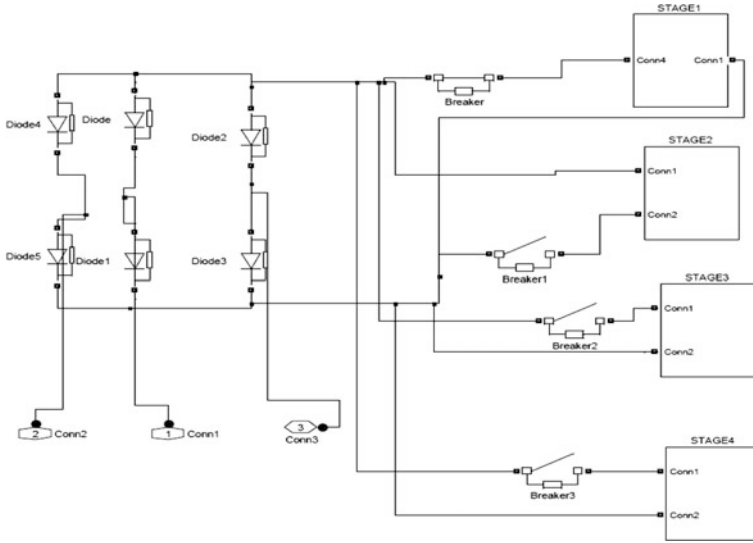 STAGE1
Conn4
Conn1
Breaker
Diode4
Diode
Diode2
STAGE2
Conn1
Conn2
Breaker1
Diode5
Diode1
Diode3
STAGE3
Conn1
Conn2
Breaker2
2
Conn2
1
Conn1
3
Conn3
STAGE4
Conn1
Conn2
Breaker3